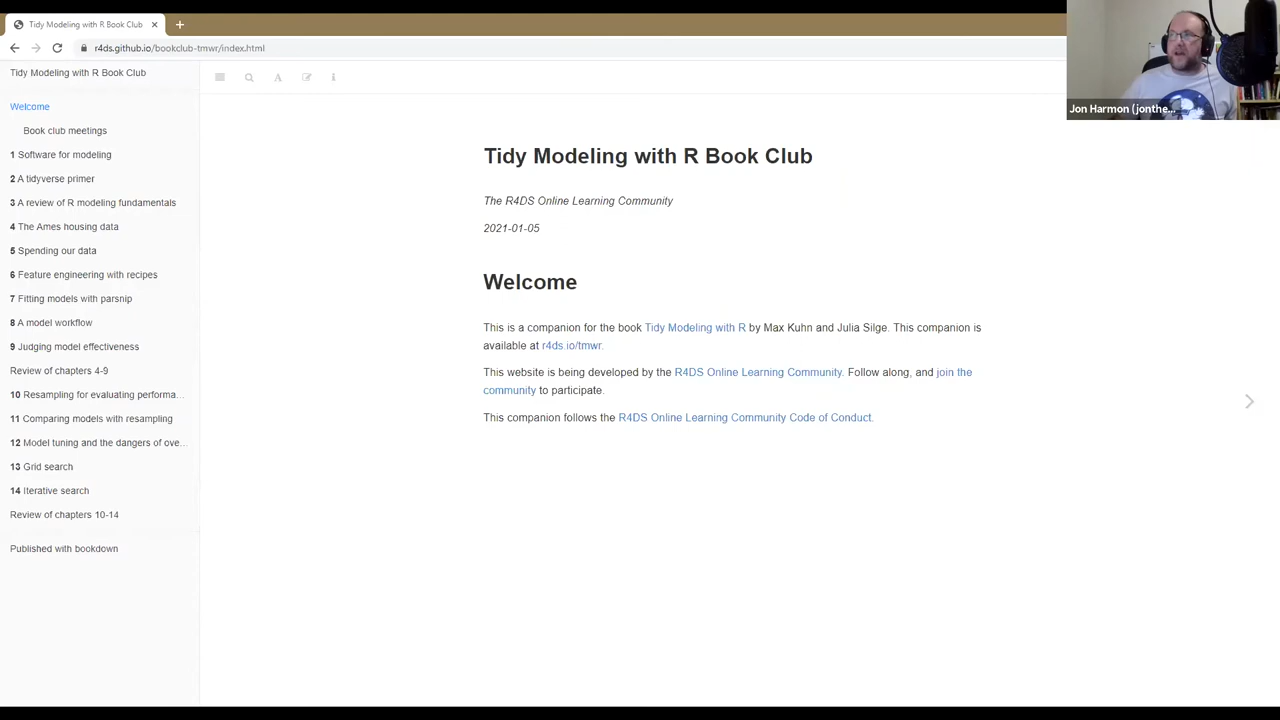 Tidy Modeling with R Book Club
r4ds.github.io/bookclub-tmwr/index.html
Jon Harmon (jonthe...
Tidy Modeling with R Book Club
Welcome
Book club meetings
1 Software for modeling
2 A tidyverse primer
3 A review of R modeling fundamentals
4 The Ames housing data
5 Spending our data
6 Feature engineering with recipes
7 Fitting models with parsnip
8 A model workflow
9 Judging model effectiveness
Review of chapters 4-9
10 Resampling for evaluating performa...
11 Comparing models with resampling
12 Model tuning and the dangers of ove...
13 Grid search
14 Iterative search
Review of chapters 10-14
Published with bookdown
Tidy Modeling with R Book Club
The R4DS Online Learning Community
2021-01-05
Welcome
This is a companion for the book Tidy Modeling with R by Max Kuhn and Julia Silge. This companion is
available at r4ds.io/tmwr.
This website is being developed by the R4DS Online Learning Community. Follow along, and join the
community to participate.
This companion follows the R4DS Online Learning Community Code of Conduct.